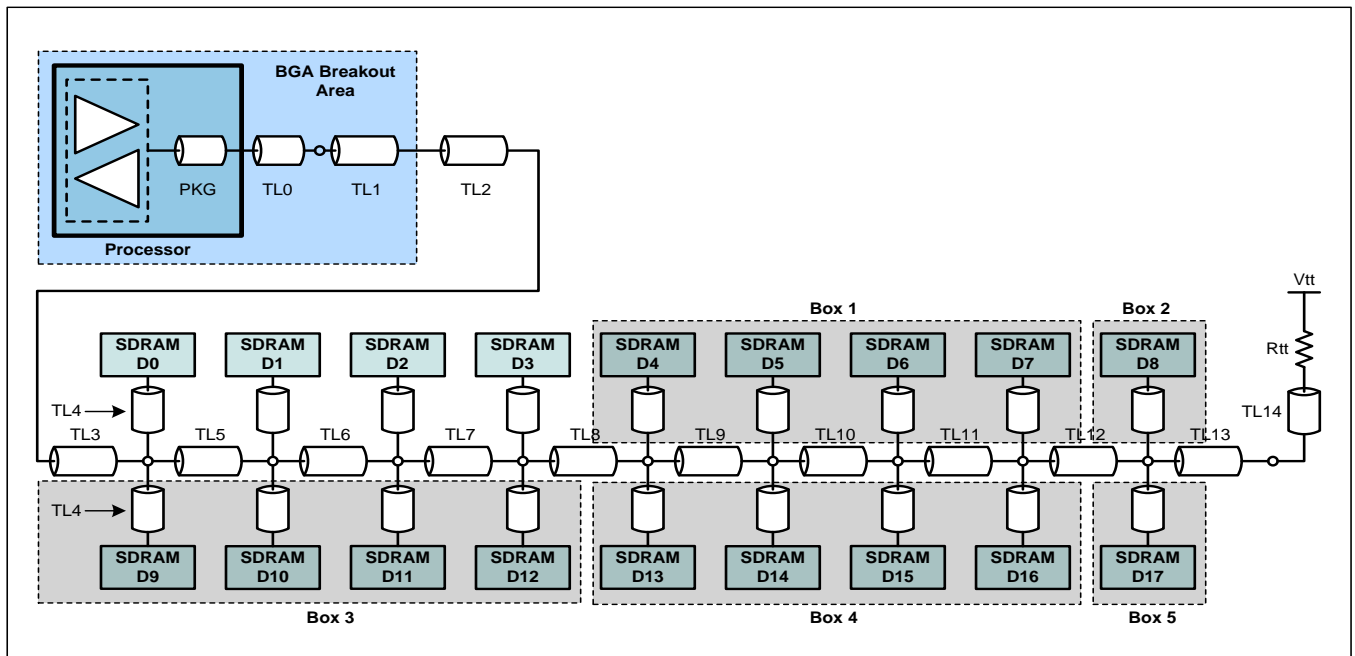 BGA Breakout
Area
PKG
TL0
TL1
TL2
Processor
Vtt
Box 1
Box 2
SDRAM
D0
SDRAM
D1
SDRAM
D2
SDRAM
D3
SDRAM
D4
SDRAM
D5
SDRAM
D6
SDRAM
D7
SDRAM
D8
Rtt
TL4
TL14
TL3
TL5
TL6
TL7
TL8
TL9
TL10
TL11
TL12
TL13
TL4
SDRAM
D9
SDRAM
D10
SDRAM
D11
SDRAM
D12
SDRAM
D13
SDRAM
D14
SDRAM
D15
SDRAM
D16
SDRAM
D17
Box 3
Box 4
Box 5